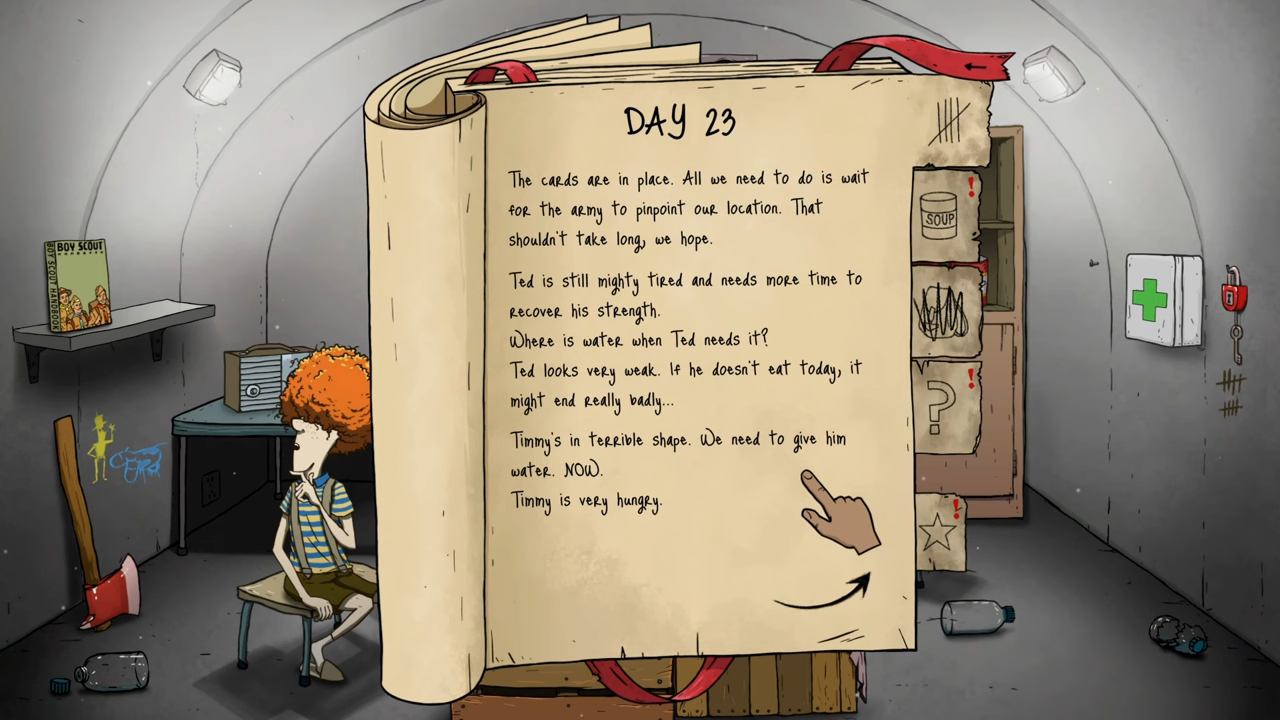 DAY 23
The cards are in place. All we need to do is wait
for the army to pinpoint our location. That
shouldn't take long, we hope.
Ted is still mighty tired and needs more time to
recover his strength.
Where is water when Ted needs it?
Ted looks very weak. If he doesn't eat today, it
might end really badly...
Timmy's in terrible shape. We need to give him
water. NOW.
Timmy is very hungry.
!
SOUP
!
?
!
BOY SCOUT
BOY SCOUT HANDBOOK